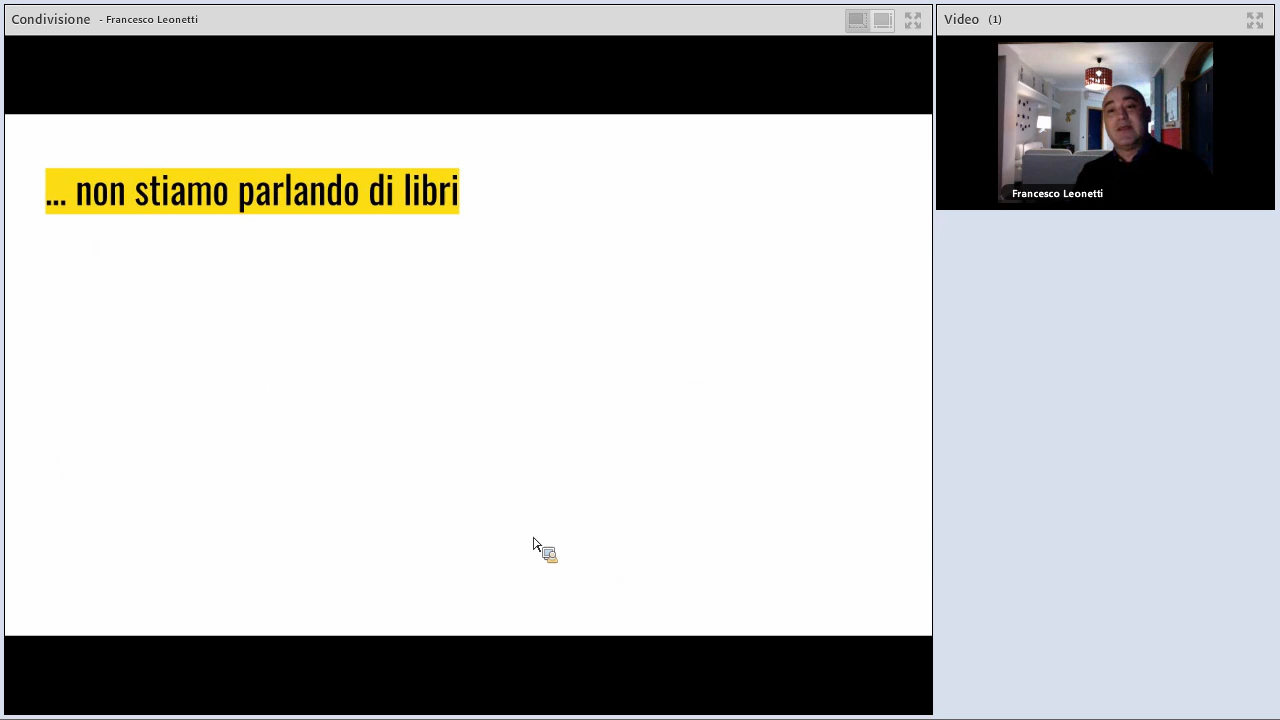 Condivisione - Francesco Leonetti
Video (1)
... non stiamo parlando di libri
Francesco Leonetti